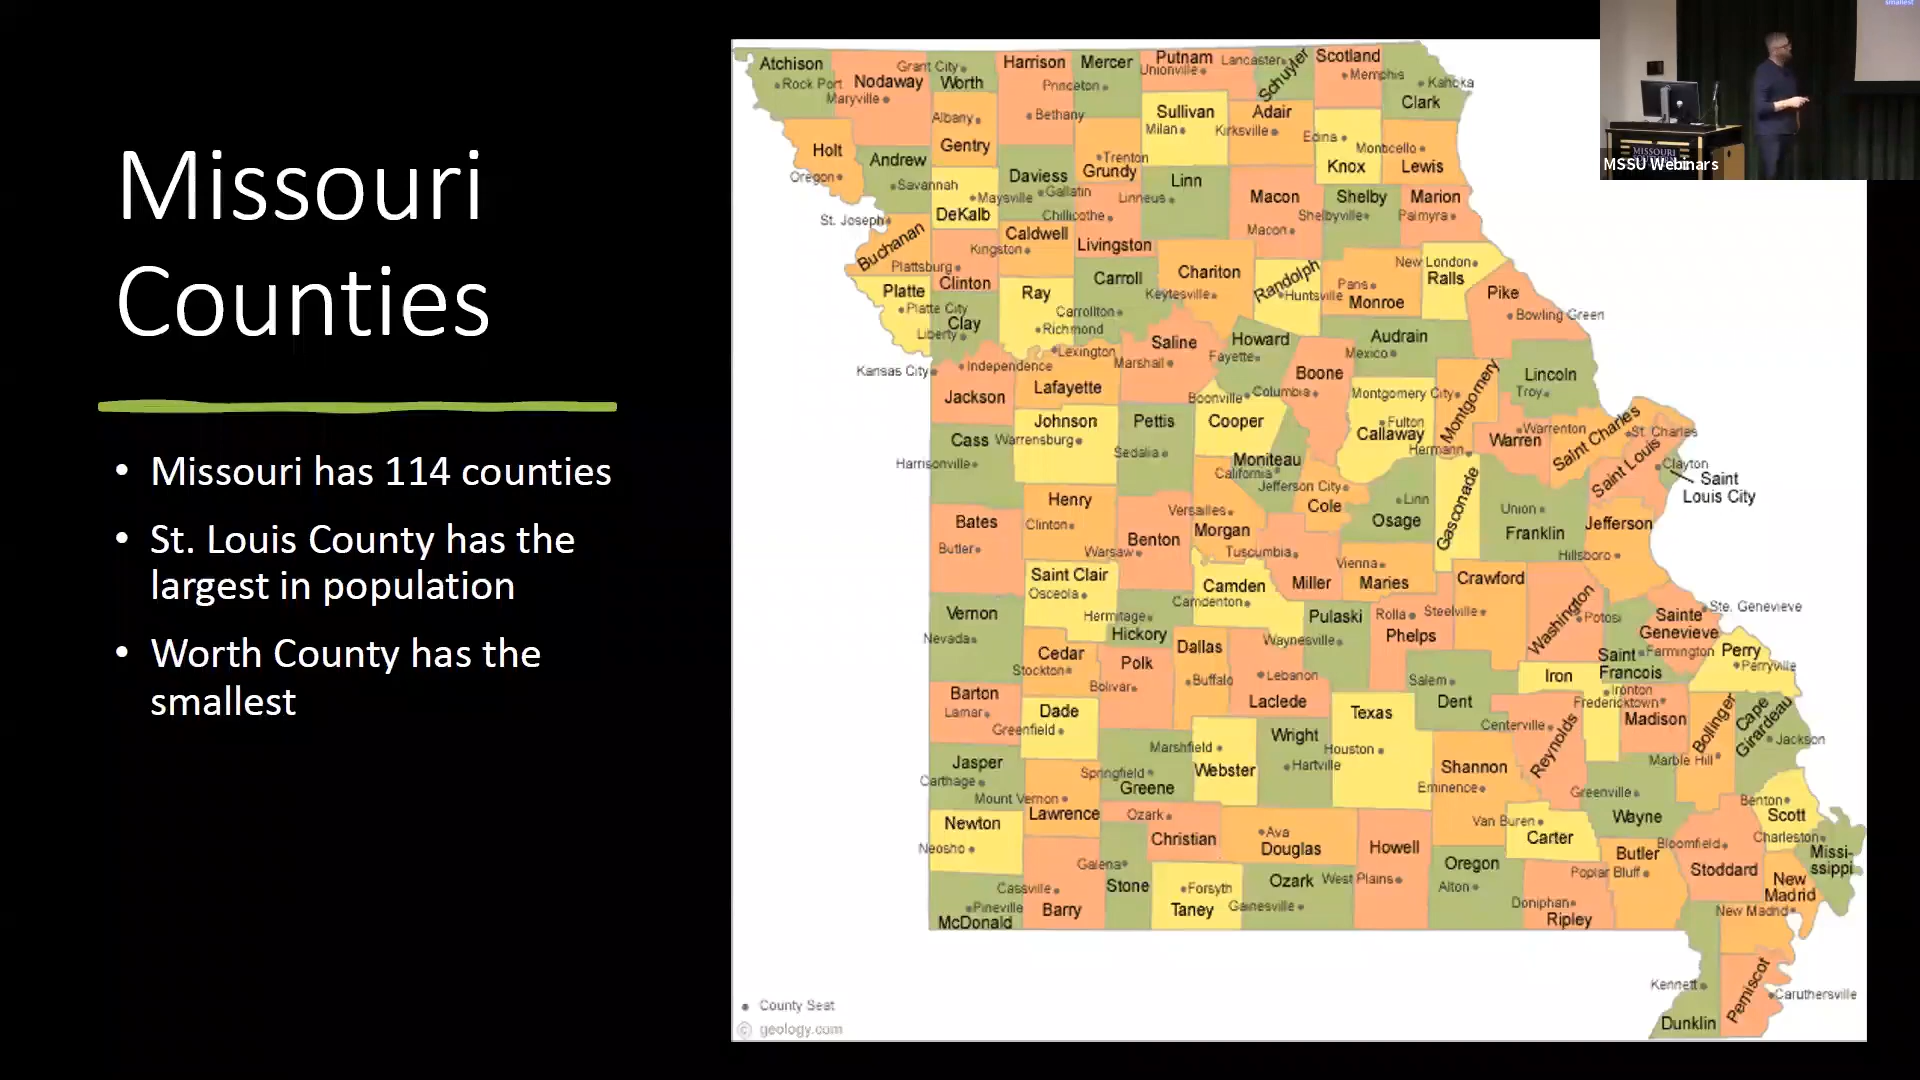 Missouri
Counties
• Missouri has 114 counties
• St. Louis County has the
largest in population
• Worth County has the
smallest
smallest
MISSOURI
MSSU Webinars
Atchison
Rock Port
Nodaway
Maryville
Grant City
Worth
Harrison
Bethany
Mercer
Princeton
Putnam
Unionville
Lancaster
Schuyler
Scotland
Memphis
Kahoka
Clark
Holt
Oregon
Andrew
Savannah
Albany
Gentry
Daviess
Gallatin
Trenton
Grundy
Sullivan
Milan
Adair
Kirksville
Edina
Knox
Monticello
Lewis
St. Joseph
Buchanan
Maysville
DeKalb
Caldwell
Kingston
Chillicothe
Livingston
Linn
Linneus
Macon
Macon
Shelby
Shelbyville
Marion
Palmyra
Platte
Platte City
Plattsburg
Clinton
Clay
Liberty
Ray
Richmond
Carroll
Carrollton
Chariton
Keytesville
Randolph
Huntsville
Paris
Monroe
New London
Ralls
Pike
Bowling Green
Kansas City
Independence
Jackson
Lexington
Lafayette
Saline
Marshall
Howard
Fayette
Boone
Columbia
Audrain
Mexico
Montgomery City
Montgomery
Lincoln
Troy
Cass
Harrisonville
Johnson
Warrensburg
Pettis
Sedalia
Boonville
Cooper
Moniteau
California
Fulton
Callaway
Hermann
Warrenton
Warren
Saint Charles
St. Charles
Saint Louis
Clayton
Saint
Louis City
Bates
Butler
Henry
Clinton
Benton
Warsaw
Versailles
Morgan
Jefferson City
Cole
Linn
Osage
Gasconade
Union
Franklin
Jefferson
Hillsboro
Vernon
Nevada
Saint Clair
Osceola
Hermitage
Hickory
Camden
Camdenton
Tuscumbia
Miller
Vienna
Maries
Crawford
Steelville
Washington
Potosi
Ste. Genevieve
Sainte
Genevieve
Barton
Lamar
Cedar
Stockton
Polk
Bolivar
Dallas
Buffalo
Lebanon
Laclede
Pulaski
Waynesville
Rolla
Phelps
Salem
Dent
Iron
Ironton
Saint
Francois
Farmington
Perry
Perryville
Jasper
Carthage
Dade
Greenfield
Springfield
Greene
Marshfield
Webster
Wright
Hartville
Texas
Houston
Shannon
Eminence
Centerville
Reynolds
Fredericktown
Madison
Bollinger
Marble Hill
Cape
Girardeau
Jackson
Newton
Neosho
Mount Vernon
Lawrence
Ozark
Christian
Ava
Douglas
Howell
West Plains
Van Buren
Carter
Greenville
Wayne
Benton
Scott
Charleston
Missi-
ssippi
Pineville
McDonald
Cassville
Barry
Galena
Stone
Forsyth
Taney
Ozark
Gainesville
Oregon
Alton
Doniphan
Ripley
Butler
Poplar Bluff
Bloomfield
Stoddard
New
Madrid
New Madrid
Kennett
Dunklin
Pemiscot
Caruthersville
• County Seat
© geology.com